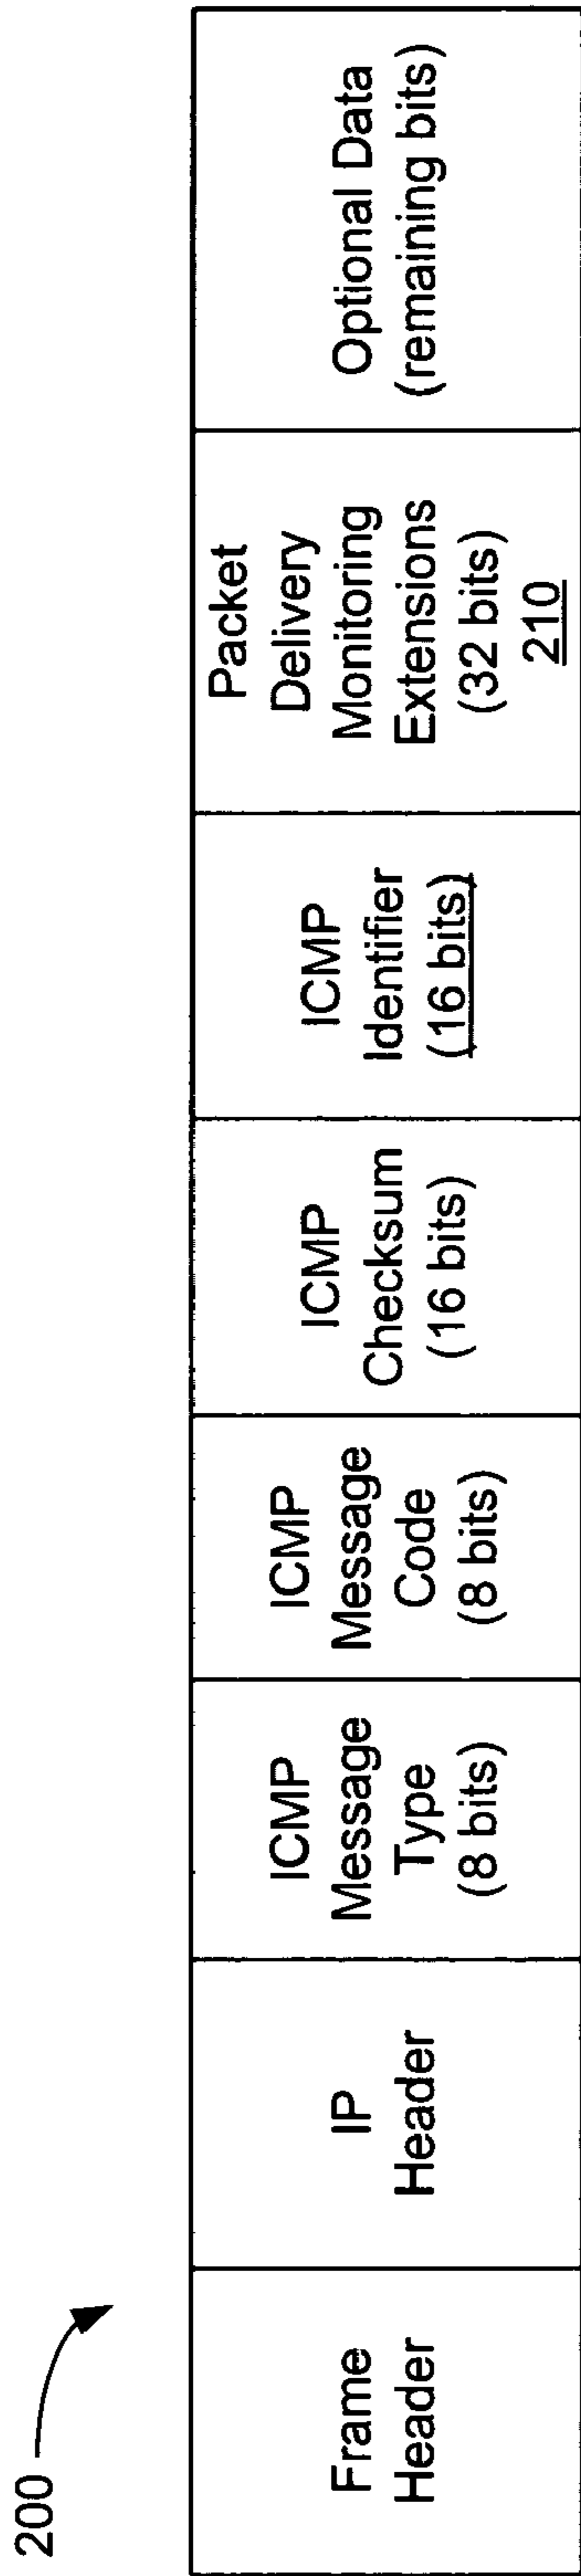 200
Frame
Header
IP
Header
ICMP
Message
Type
(8 bits)
ICMP
Message
Code
(8 bits)
ICMP
Checksum
(16 bits)
ICMP
Identifier
(16 bits)
Packet
Delivery
Monitoring
Extensions
(32 bits)
210
Optional Data
(remaining bits)